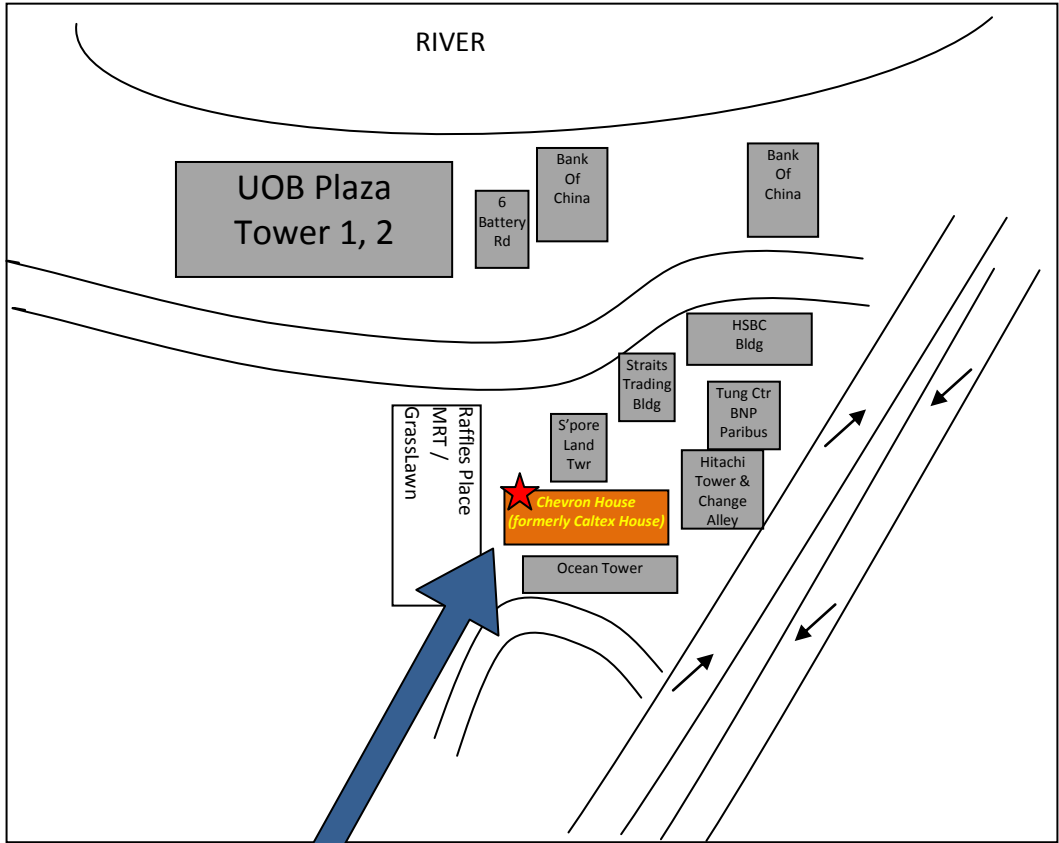 RIVER
UOB Plaza
Tower 1, 2
6
Battery
Rd
Bank
Of
China
Bank
Of
China
HSBC
Bldg
Straits
Trading
Bldg
Tung Ctr
BNP
Paribus
S'pore
Land
Twr
Hitachi
Tower &
Change
Alley
Raffles Place
MRT /
GrassLawn
Chevron House
(formerly Caltex House)
Ocean Tower